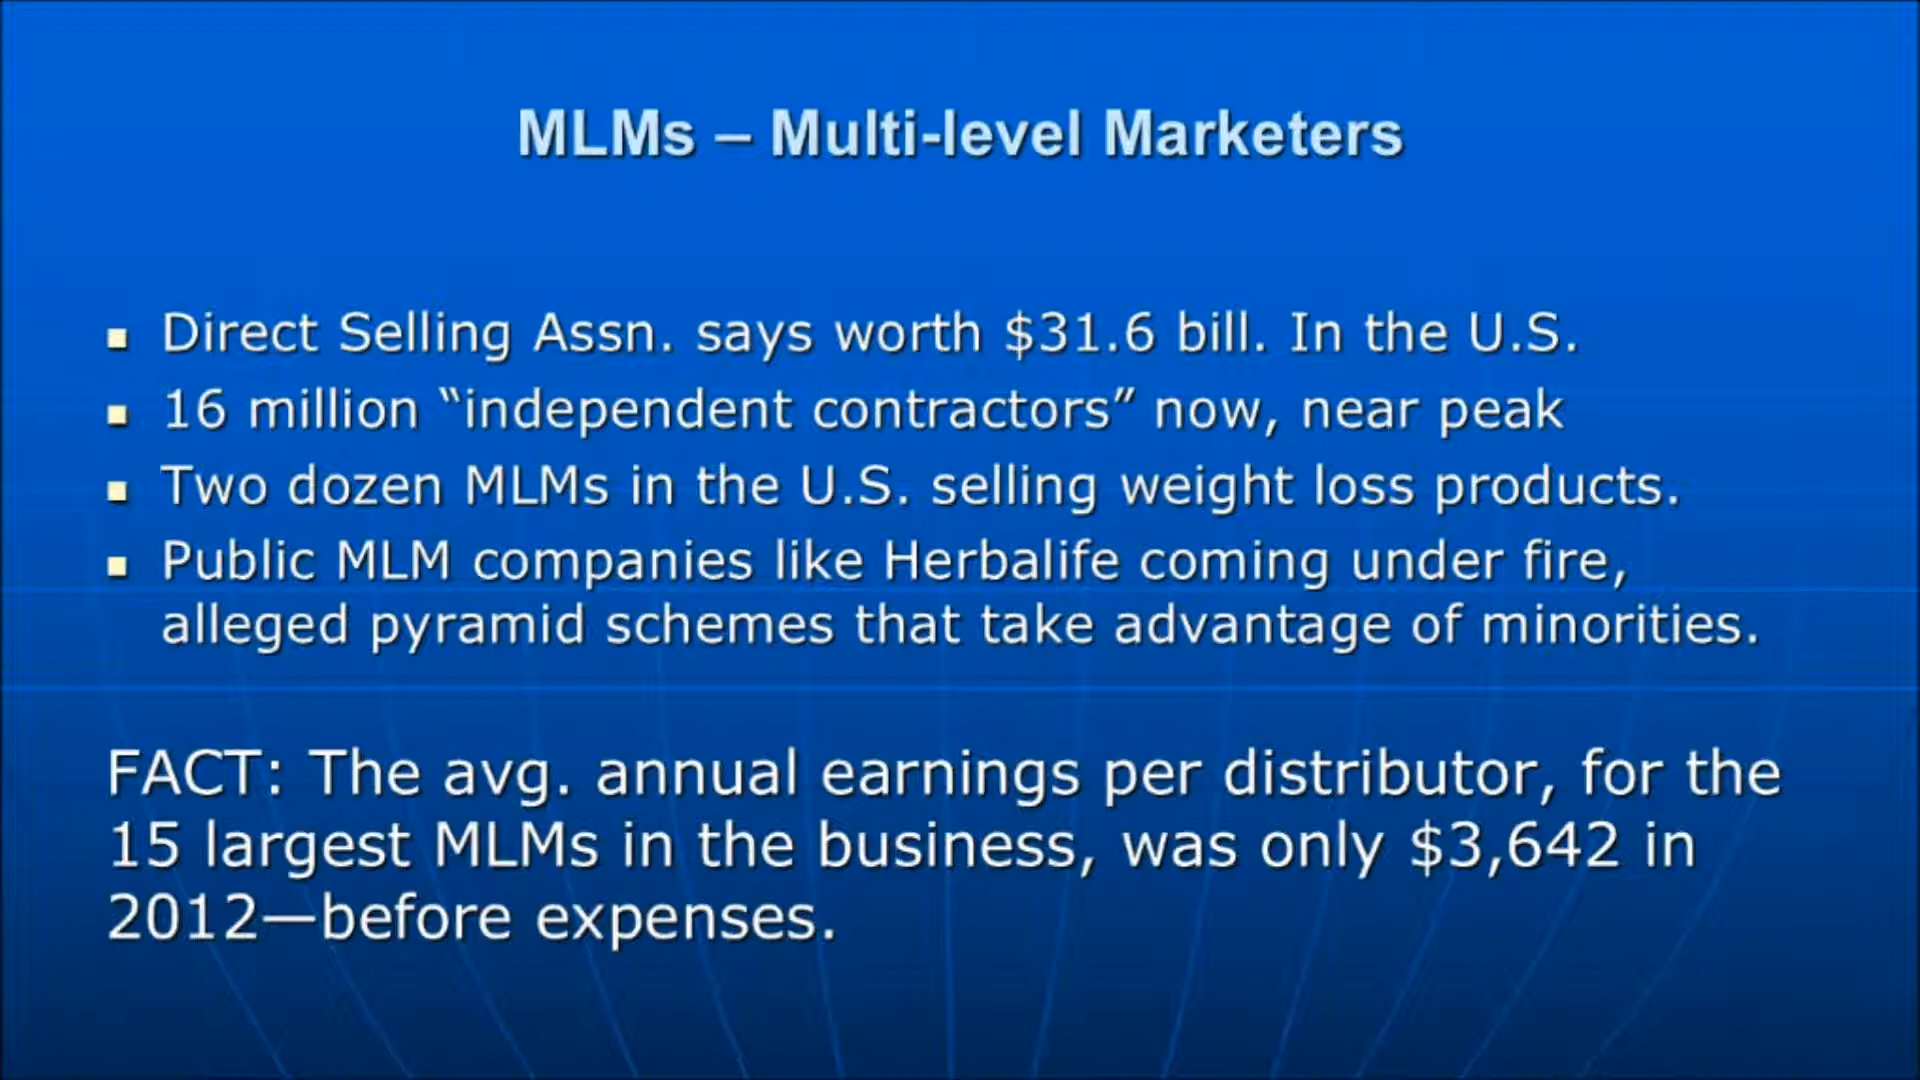 MLMs – Multi-level Marketers
Direct Selling Assn. says worth $31.6 bill. In the U.S.
16 million “independent contractors” now, near peak
Two dozen MLMs in the U.S. selling weight loss products.
Public MLM companies like Herbalife coming under fire,
alleged pyramid schemes that take advantage of minorities.
FACT: The avg. annual earnings per distributor, for the
15 largest MLMs in the business, was only $3,642 in
2012—before expenses.